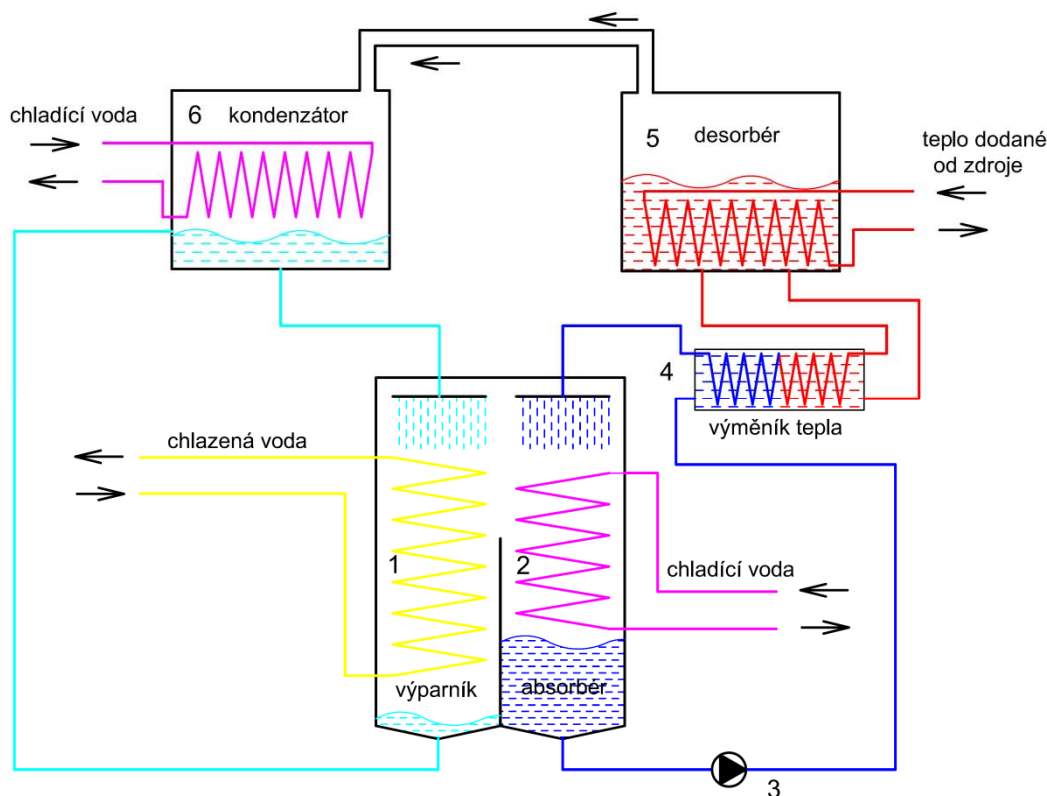 6 kondenzátor
chladící voda
5 desorbér
teplo dodané
od zdroje
4
výměník tepla
chlazená voda
1
2
chladící voda
výparník
absorbér
3